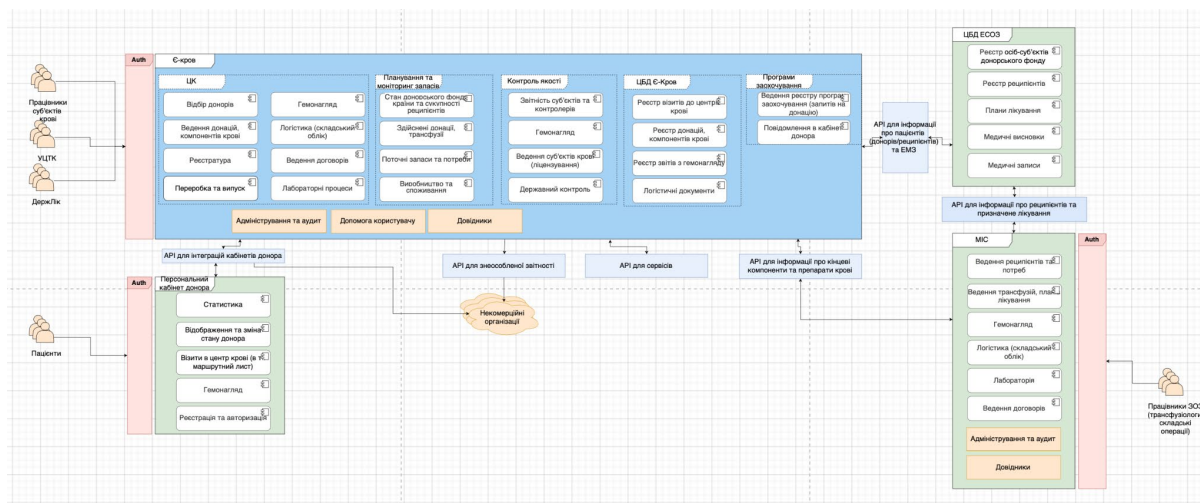 Працівники
суб'єктів
крові
УЦТК
ДержЛік
Пацієнти
Auth
Є-кров
ЦК
Відбір донорів
Гемонагляд
Ведення донацій,
компонентів крові
Логістика (складський
облік)
Реєстратура
Ведення договорів
Переробка та випуск
Лабораторні процеси
Планування та
моніторинг запасів
Стан донорського фонду
країни та сукупності
реципієнтів
Здійснені донації,
трансфузії
Поточні запаси та потреби
Виробництво та
споживання
Контроль якості
Звітність суб'єктів та
контролерів
Гемонагляд
Ведення суб'єктів крові
(ліцензування)
Державний контроль
ЦБД Є-Кров
Реєстр візитів до центрів
крові
Реєстр донацій,
компонентів крові
Реєстр звітів з гемонагляду
Логістичні документи
Програми
заохочування
Ведення реєстру програм
заохочування (запитів на
донацію)
Повідомлення в кабінет
донора
Адміністрування та аудит
Допомога користувачу
Довідники
API для інтеграцій кабінетів донора
API для знеособленої звітності
API для сервісів
API для інформації про кінцеві
компоненти та препарати крові
API для інформації
про пацієнтів
(донорів/реципієнтів)
та ЕМЗ
ЦБД ЕСОЗ
Реєстр осіб-суб'єктів
донорського фонду
Реєстр реципієнтів
Плани лікування
Медичні висновки
Медичні записи
API для інформації про реципієнтів та
призначене лікування
Auth
Персональний
кабінет донора
Статистика
Відображення та зміна
стану донора
Візити в центр крові (в т
маршрутний лист)
Гемонагляд
Реєстрація та авторизація
Некомерційні
організації
МІС
Auth
Ведення реципієнтів та
потреб
Ведення трансфузій, план
лікування
Гемонагляд
Логістика (складський
облік)
Лабораторія
Ведення договорів
Адміністрування та аудит
Довідники
Працівники ЗОЗ
(трансфузіологи
складські
операції)